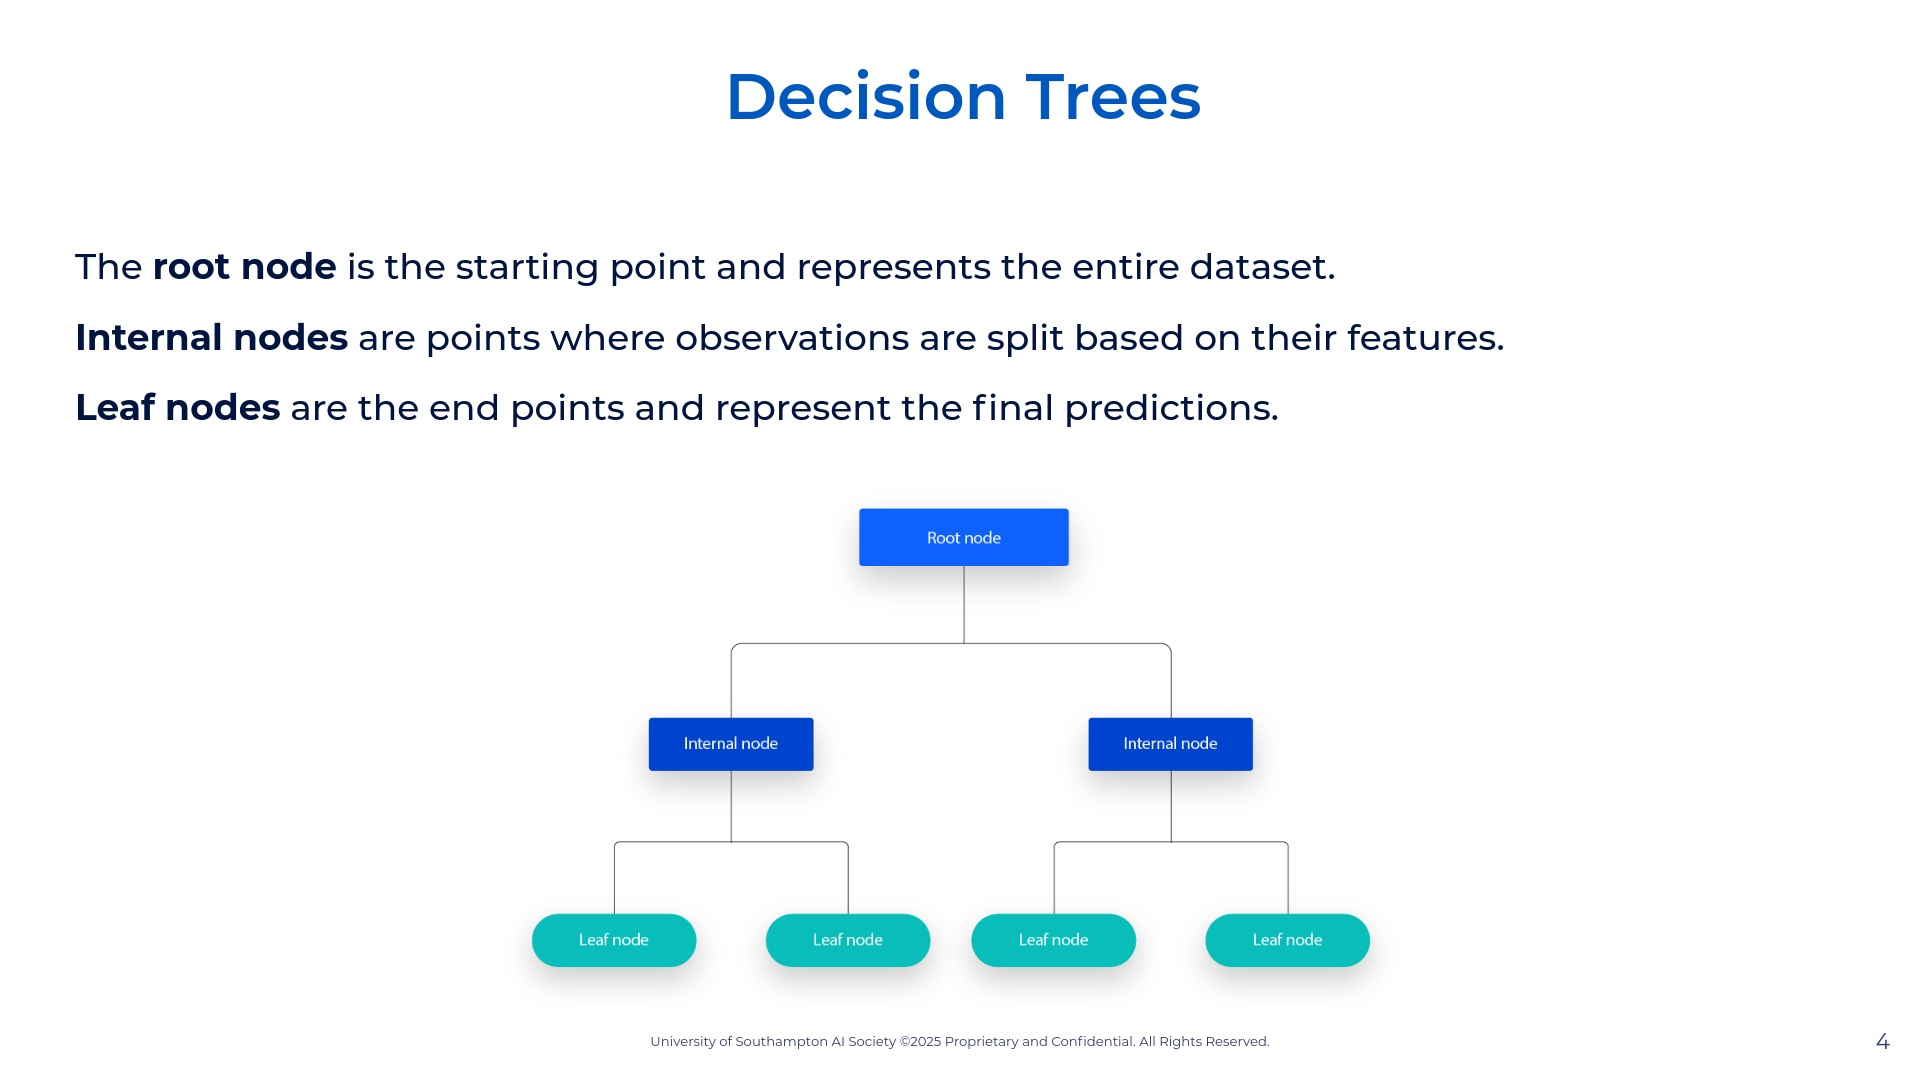 Decision Trees
The root node is the starting point and represents the entire dataset.
Internal nodes are points where observations are split based on their features.
Leaf nodes are the end points and represent the final predictions.
Root node
Internal node
Internal node
Leaf node
Leaf node
Leaf node
Leaf node
University of Southampton AI Society ©2025 Proprietary and Confidential. All Rights Reserved.
4